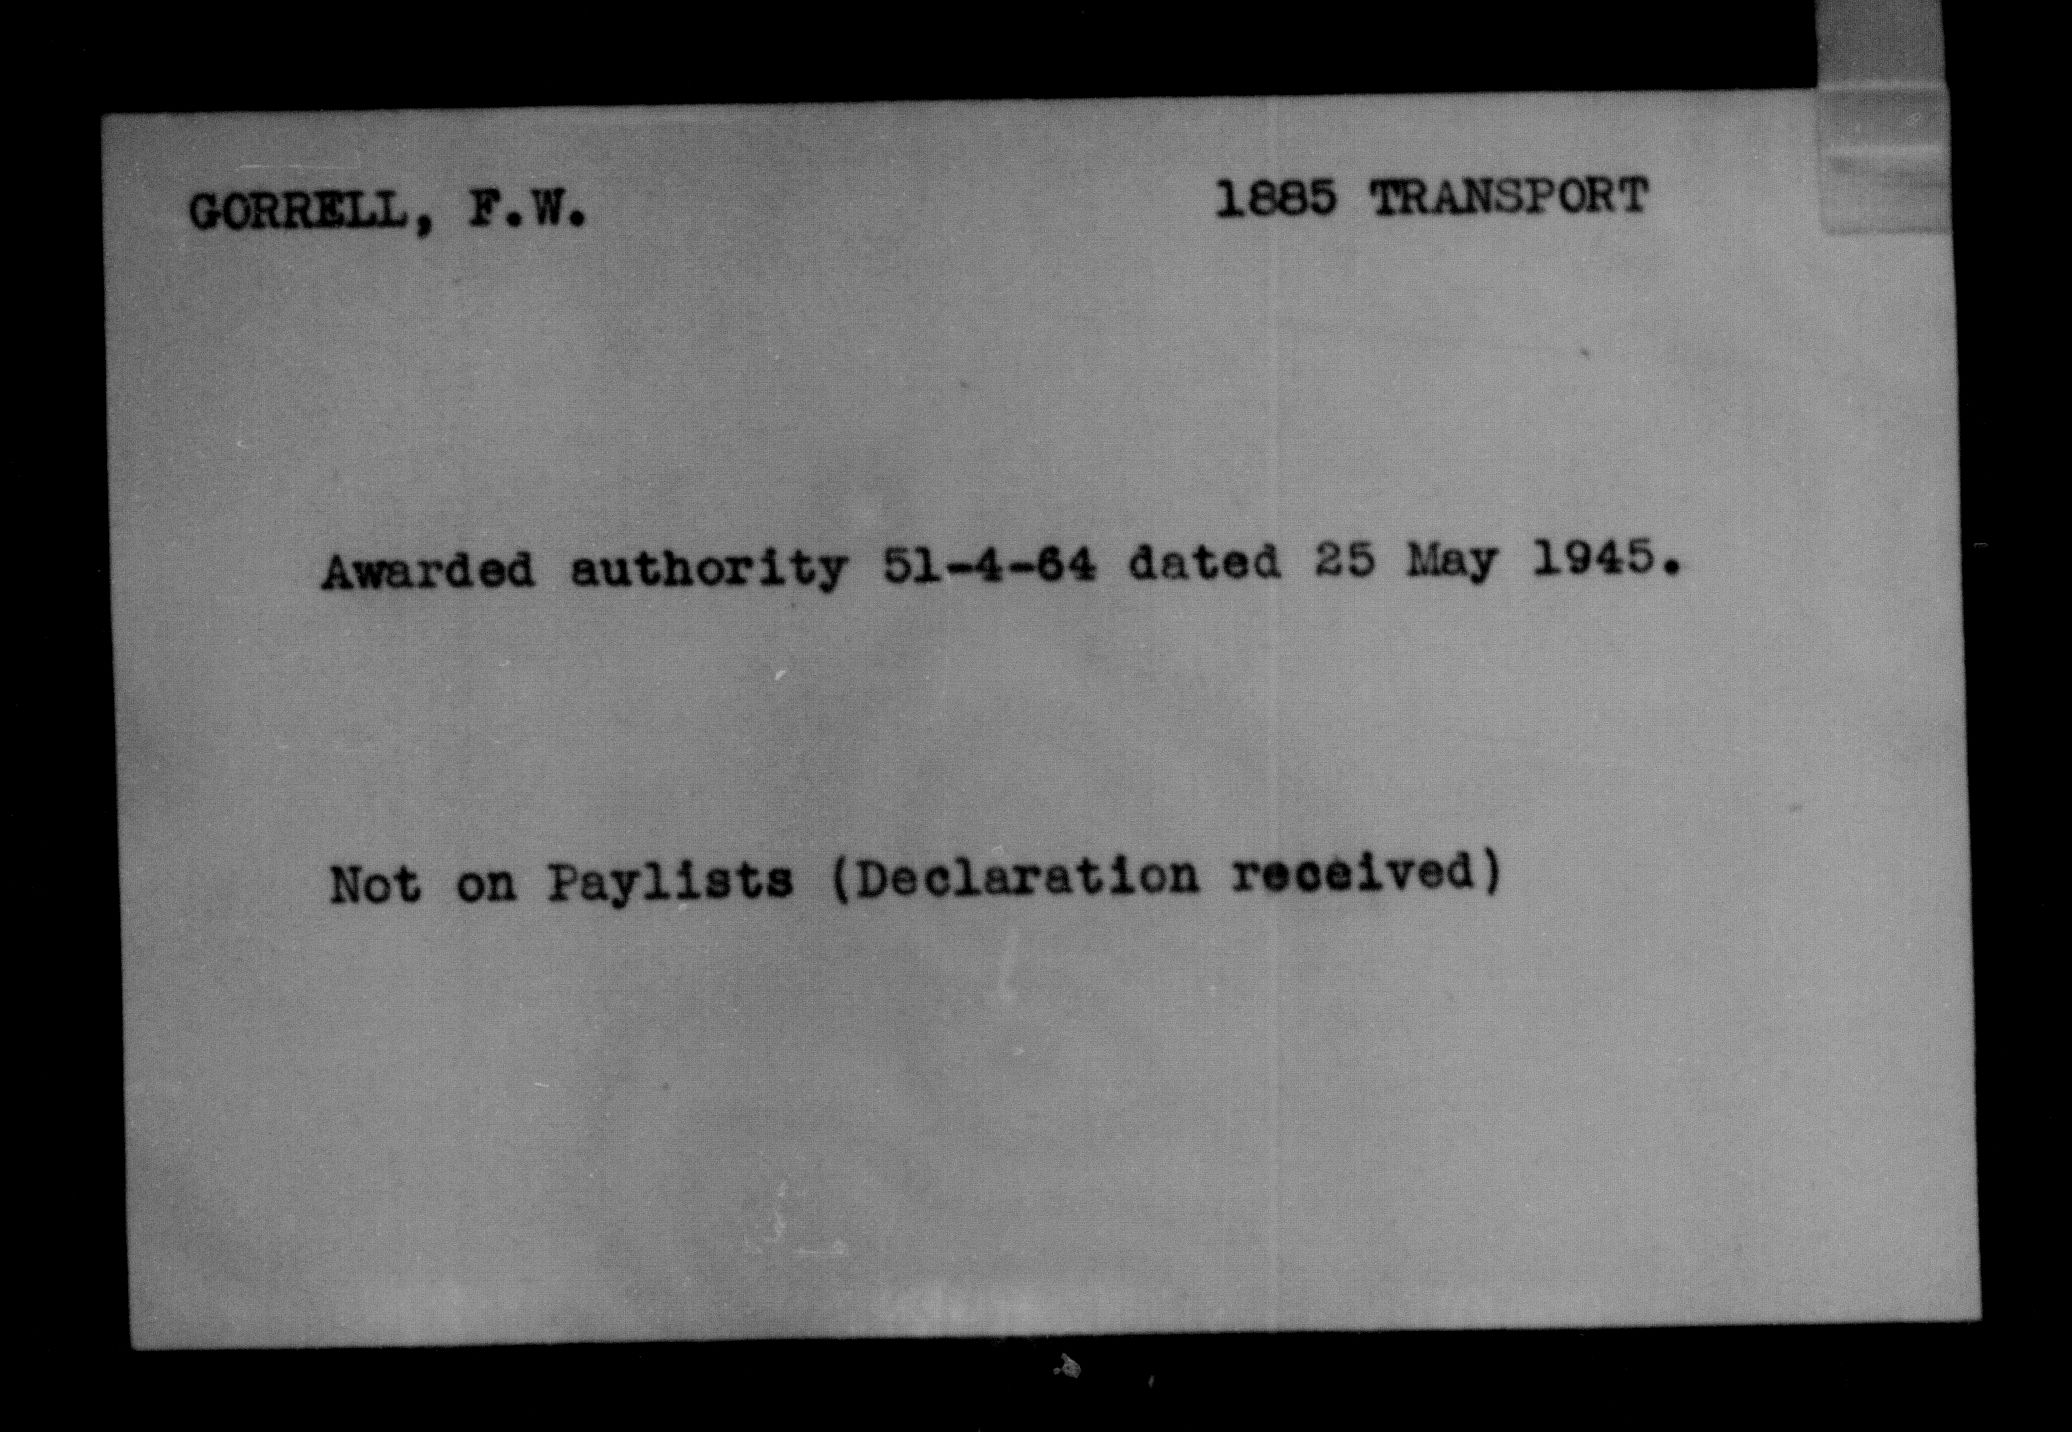 GORRELL, F.W. 1885 TRANSPORT
Awarded authority 51-4-64 dated 25 May 1945.
Not on Paylists (Declaration received)